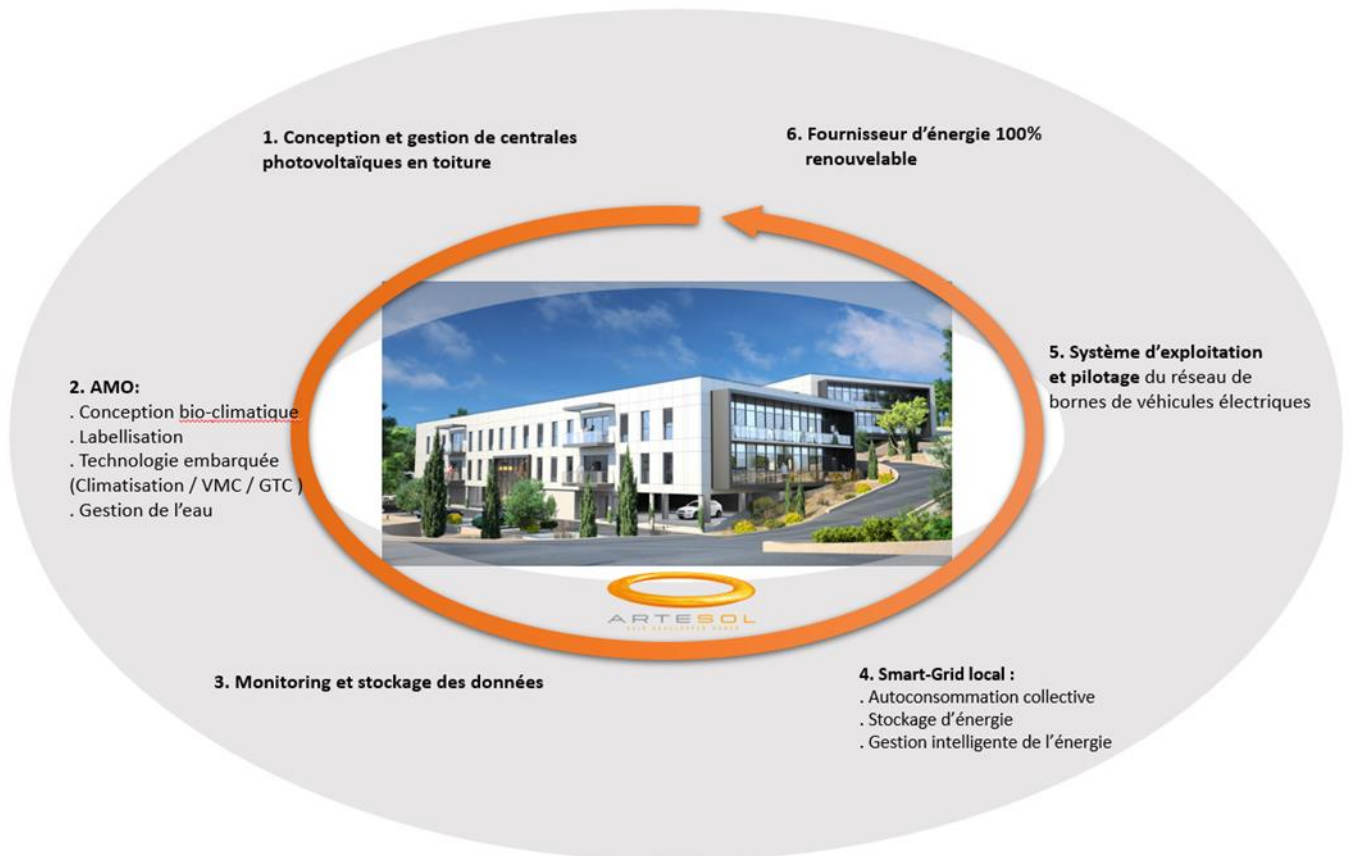 1. Conception et gestion de centrales
photovoltaïques en toiture
6. Fournisseur d'énergie 100%
renouvelable
2. AMO:
. Conception bio-climatique
. Labellisation
. Technologie embarquée
(Climatisation / VMC / GTC )
. Gestion de l'eau
5. Système d'exploitation
et pilotage du réseau de
bornes de véhicules électriques
ARTESOL
3. Monitoring et stockage des données
4. Smart-Grid local :
. Autoconsommation collective
. Stockage d'énergie
. Gestion intelligente de l'énergie